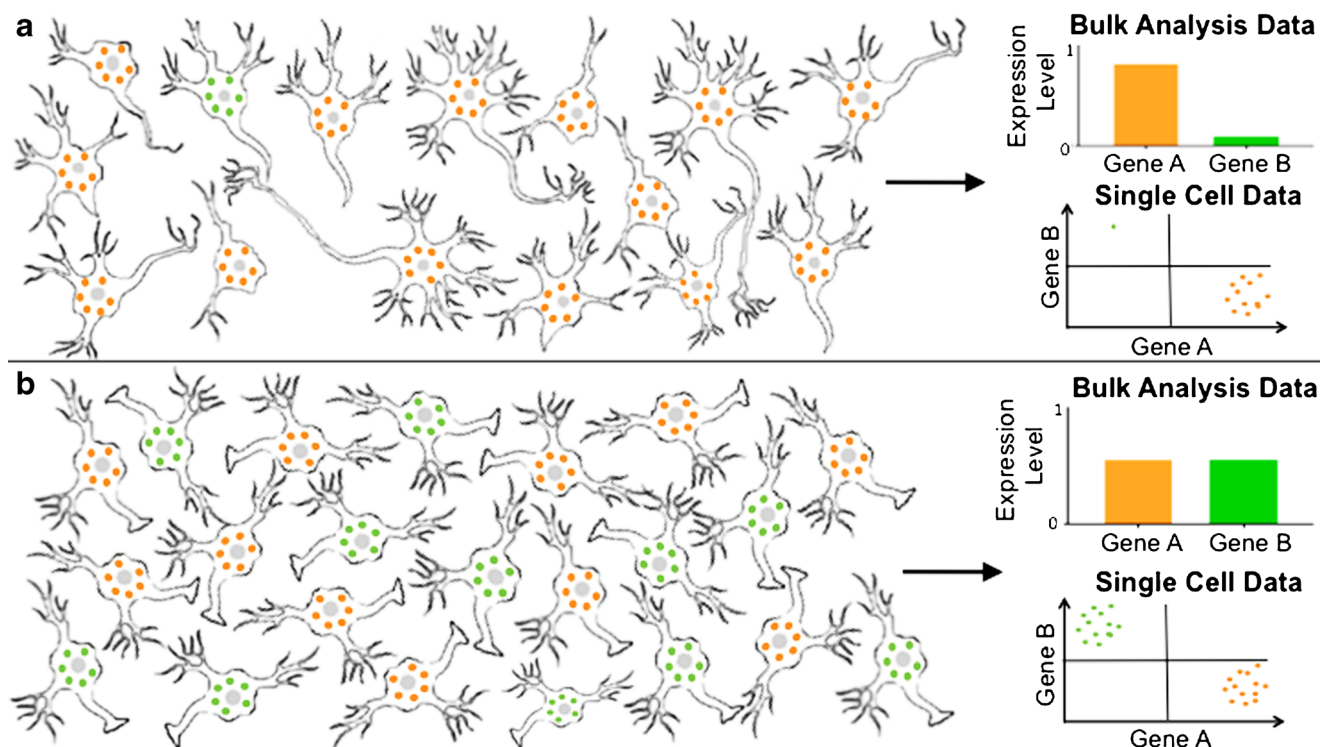 a
Bulk Analysis Data
Expression
Level
1
0
Gene A Gene B
Single Cell Data
Gene B
Gene A
b
Bulk Analysis Data
Expression
Level
1
0
Gene A Gene B
Single Cell Data
Gene B
Gene A